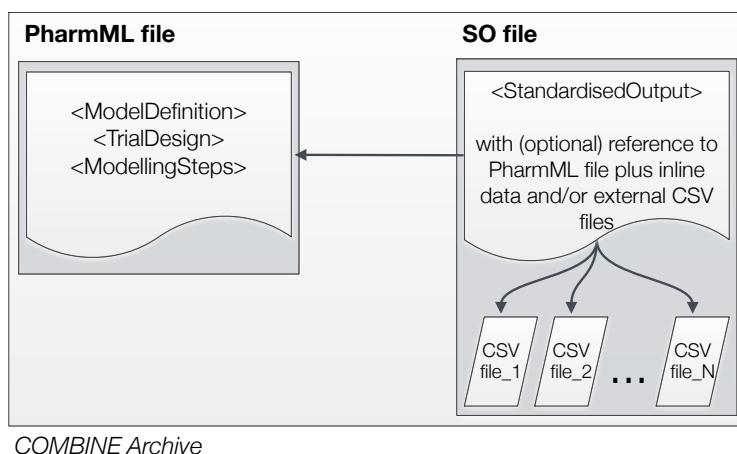 PharmML file
<ModelDefinition>
<TrialDesign>
<ModellingSteps>
SO file
<StandardisedOutput>
with (optional) reference to
PharmML file plus inline
data and/or external CSV
files
CSV
file_1
CSV
file_2
...
CSV
file_N
COMBINE Archive